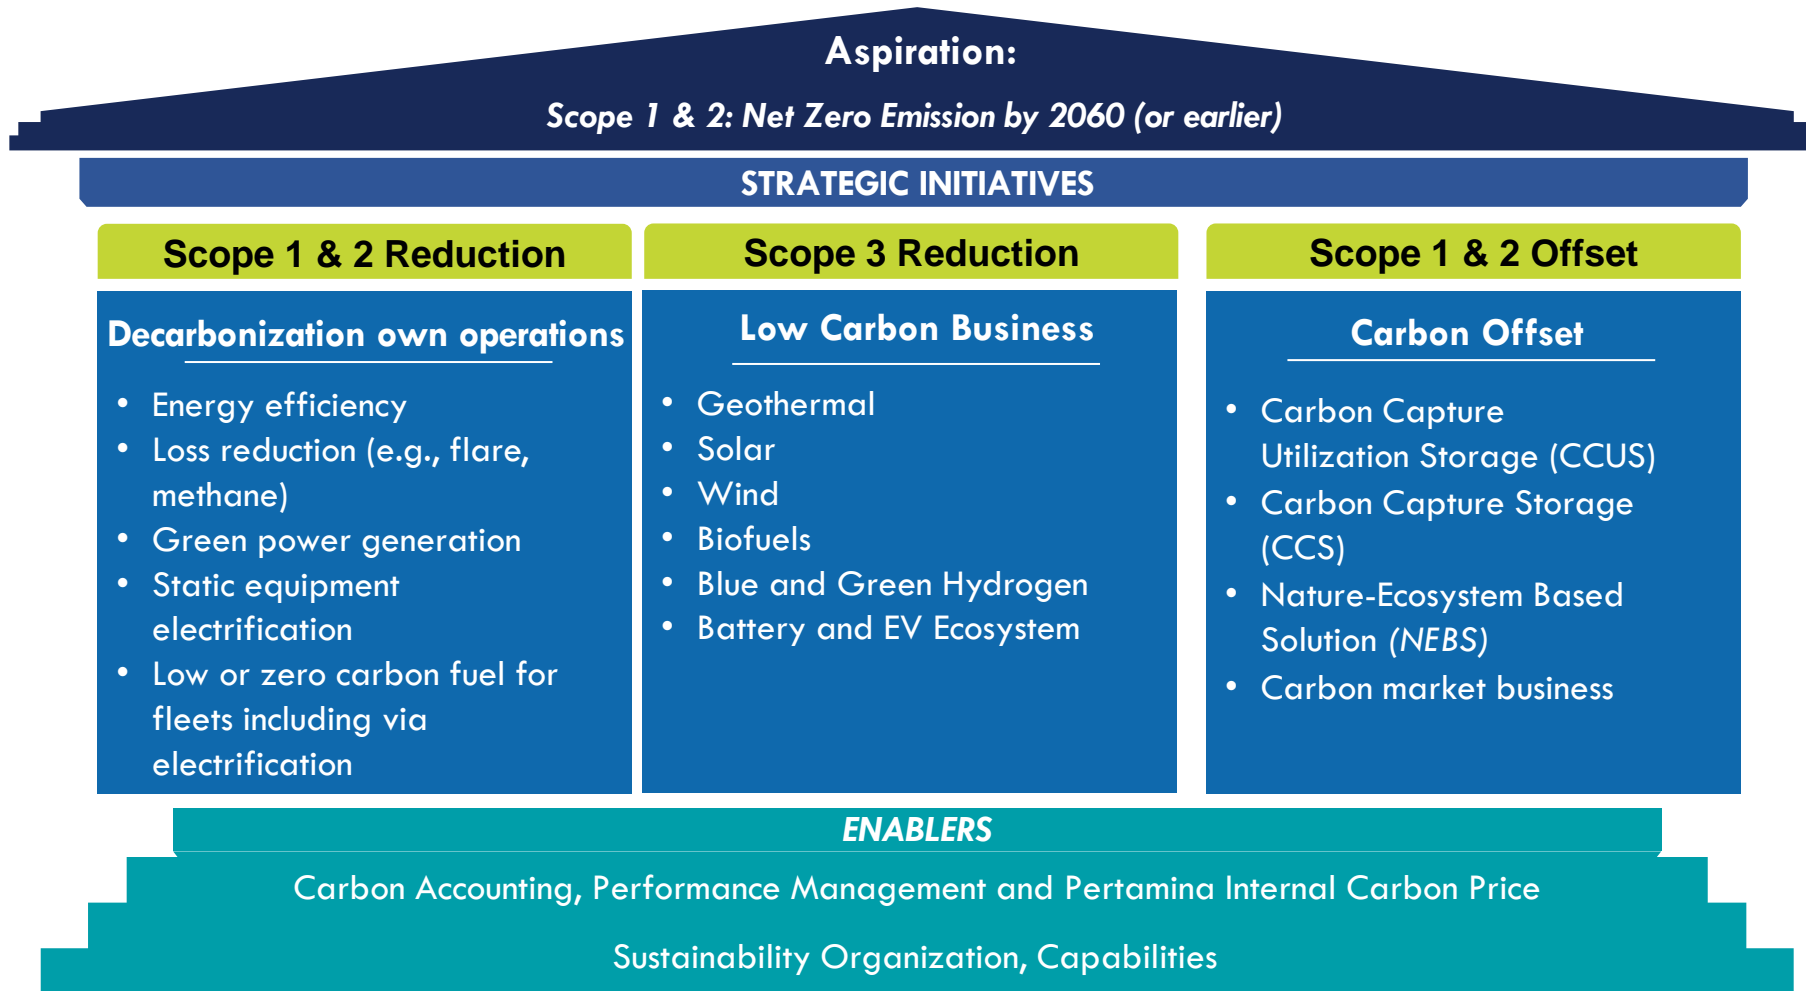 Aspiration:
Scope 1 & 2: Net Zero Emission by 2060 (or earlier)
STRATEGIC INITIATIVES
Scope 1 & 2 Reduction
Decarbonization own operations
• Energy efficiency
• Loss reduction (e.g., flare,
methane)
• Green power generation
• Static equipment
electrification
• Low or zero carbon fuel for
fleets including via
electrification
Scope 3 Reduction
Low Carbon Business
• Geothermal
• Solar
• Wind
• Biofuels
• Blue and Green Hydrogen
• Battery and EV Ecosystem
Scope 1 & 2 Offset
Carbon Offset
• Carbon Capture
Utilization Storage (CCUS)
• Carbon Capture Storage
(CCS)
• Nature-Ecosystem Based
Solution (NEBS)
• Carbon market business
ENABLERS
Carbon Accounting, Performance Management and Pertamina Internal Carbon Price
Sustainability Organization, Capabilities